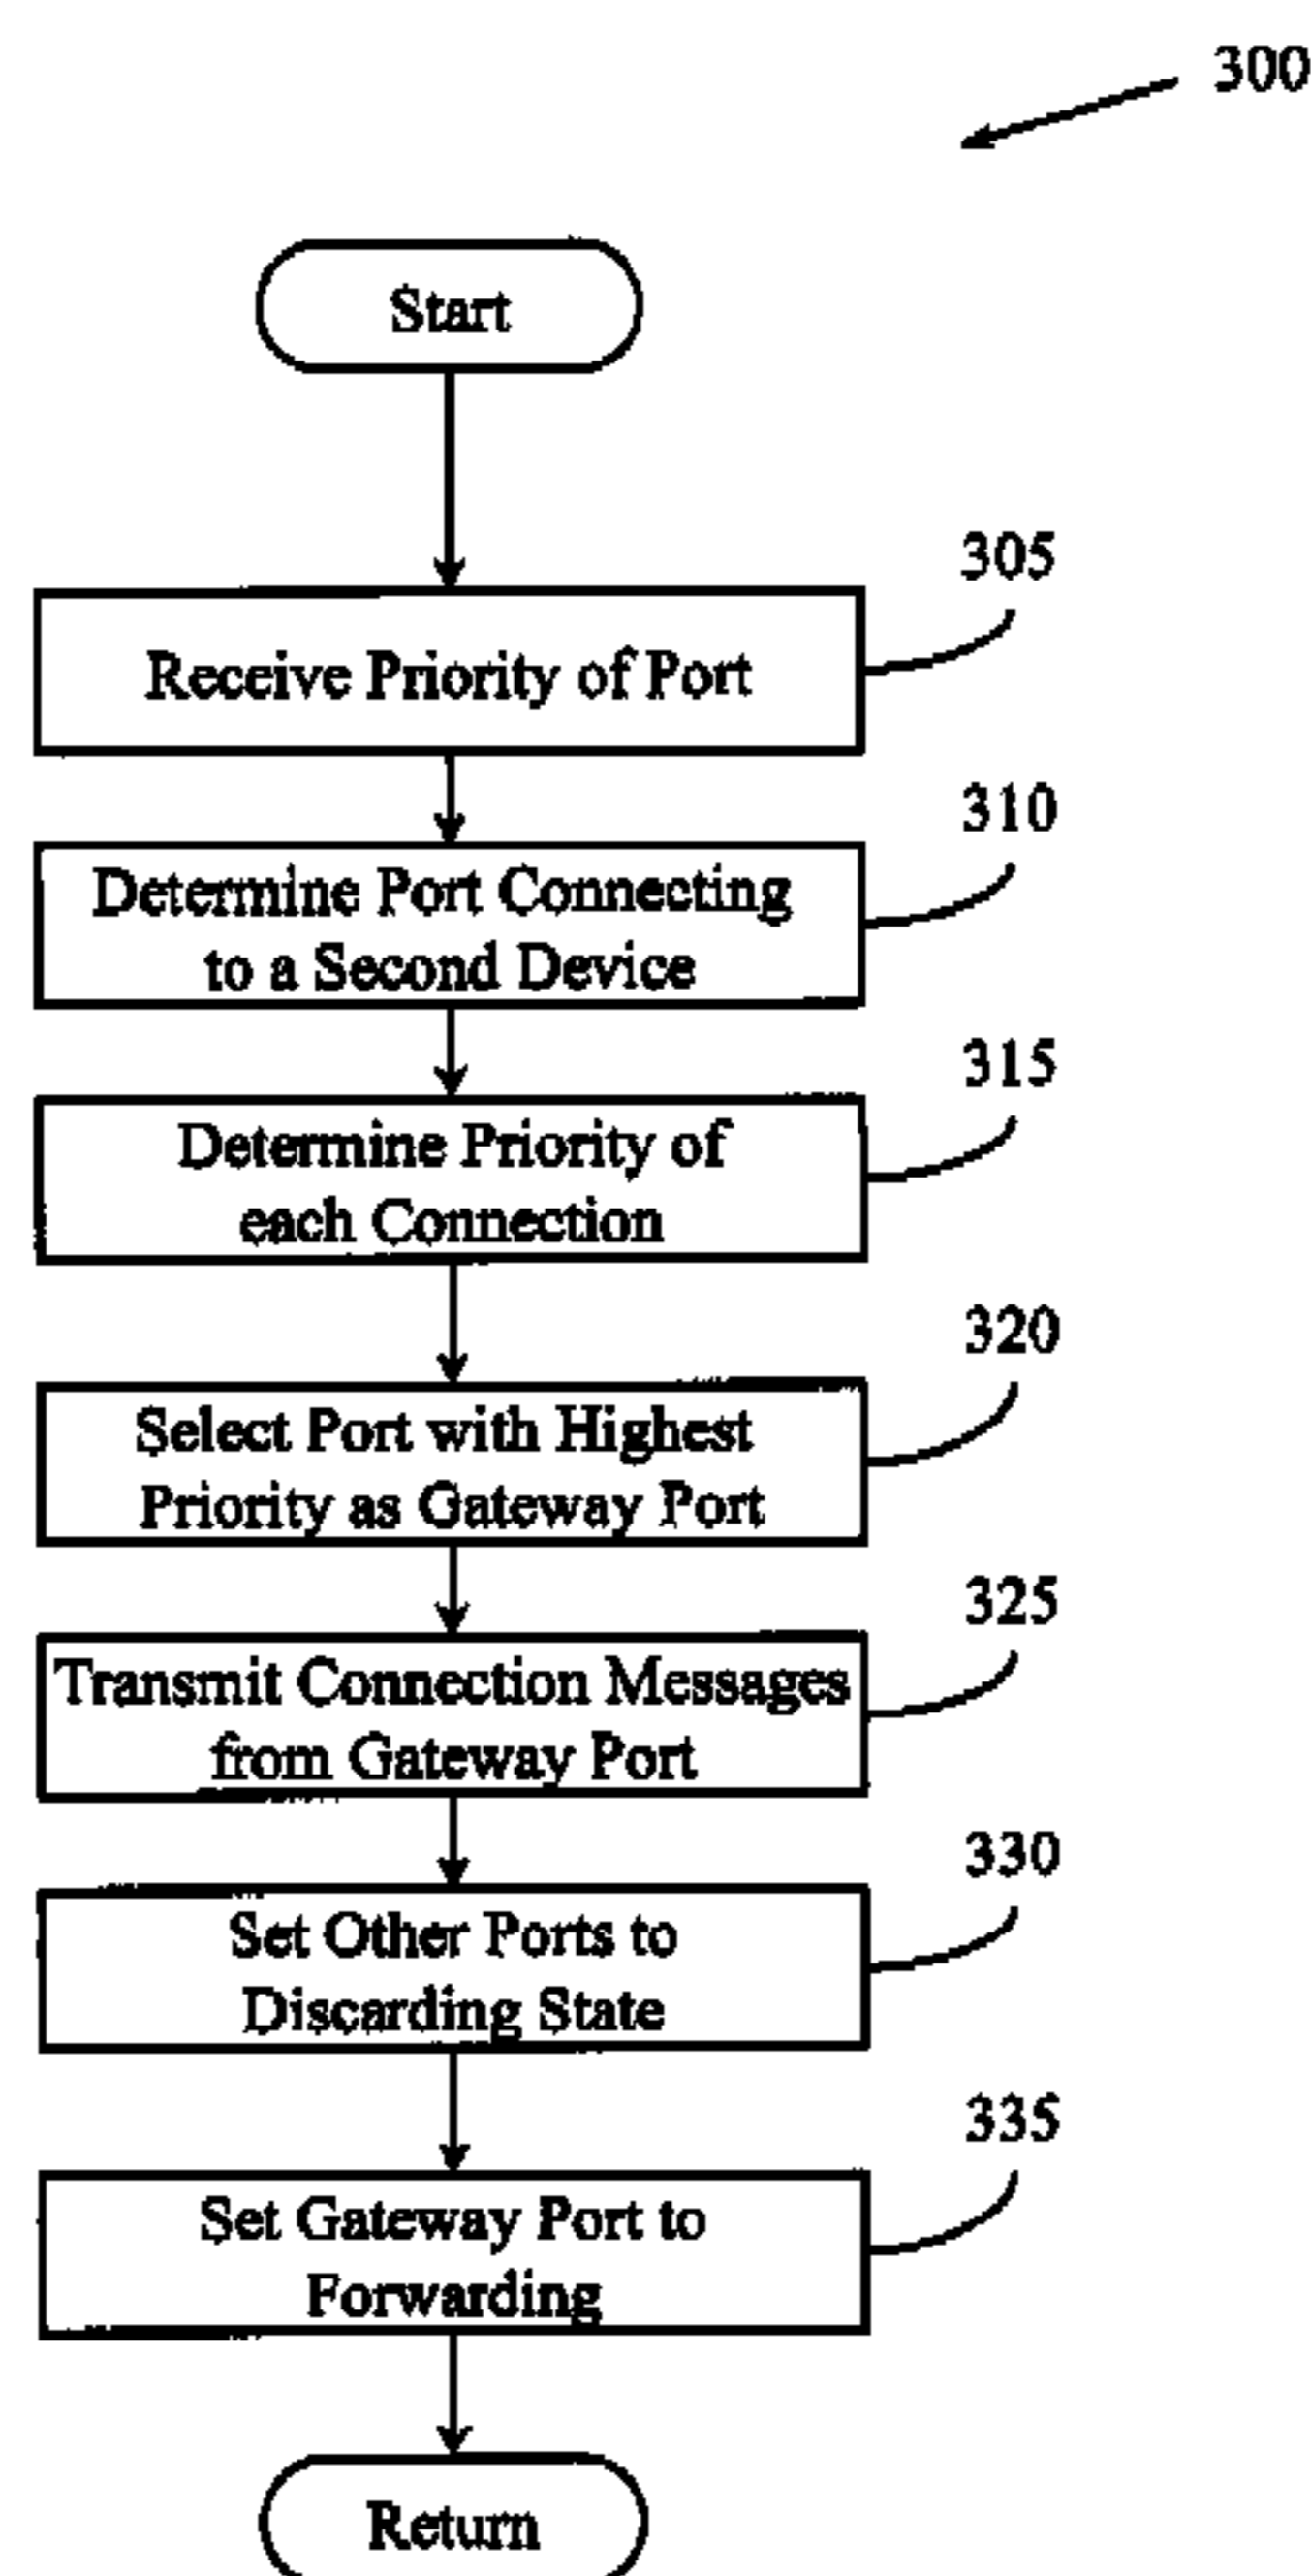 300
Start
305
Receive Priority of Port
310
Determine Port Connecting
to a Second Device
315
Determine Priority of
each Connection
320
Select Port with Highest
Priority as Gateway Port
325
Transmit Connection Messages
from Gateway Port
330
Set Other Ports to
Discarding State
335
Set Gateway Port to
Forwarding
Return